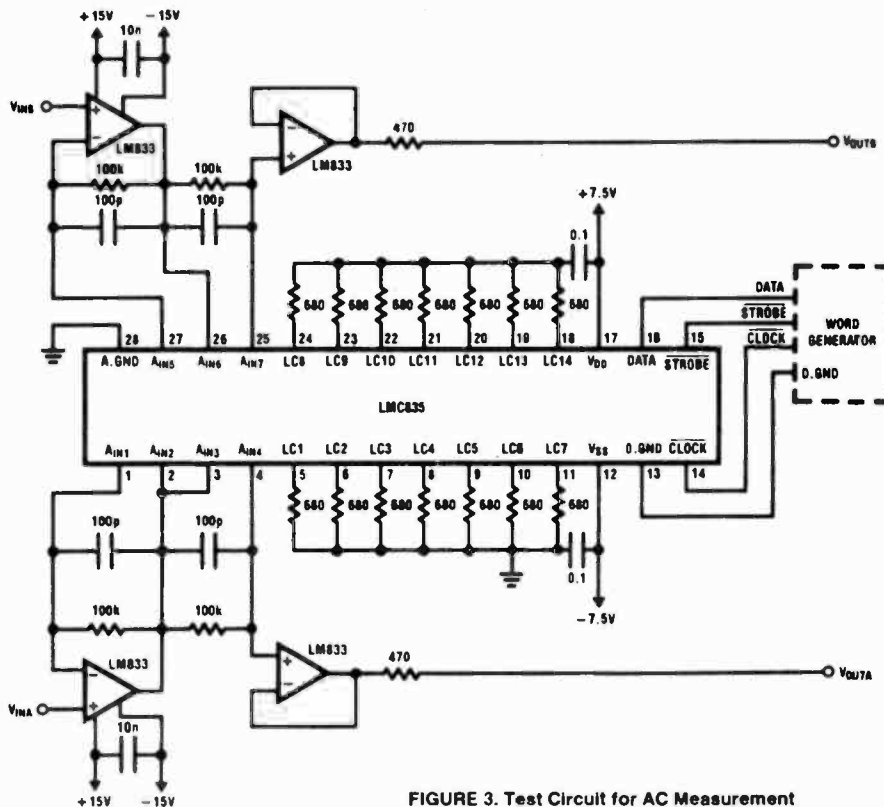 +15V -15V
10n
VINB
+
-
LM833
-
+
LM833
470
VOUTB
100k 100k
100p 100p
+7.5V
0.1
680 680 680 680 680 680 680
DATA
STROBE
CLOCK
D.GND
WORD
GENERATOR
28 27 26 25 24 23 22 21 20 19 18 17 16 15
A.GND AIN5 AIN6 AIN7 LC8 LC9 LC10 LC11 LC12 LC13 LC14 VDD DATA STROBE
LMC835
AIN1 AIN2 AIN3 AIN4 LC1 LC2 LC3 LC4 LC5 LC6 LC7 VSS D.GND CLOCK
1 2 3 4 5 6 7 8 9 10 11 12 13 14
680 680 680 680 680 680 680
100p 100p
0.1
-7.5V
100k 100k
LM833
-
+
VINA
LM833
+
-
470
VOUTA
10n
+15V -15V
FIGURE 3. Test Circuit for AC Measurement